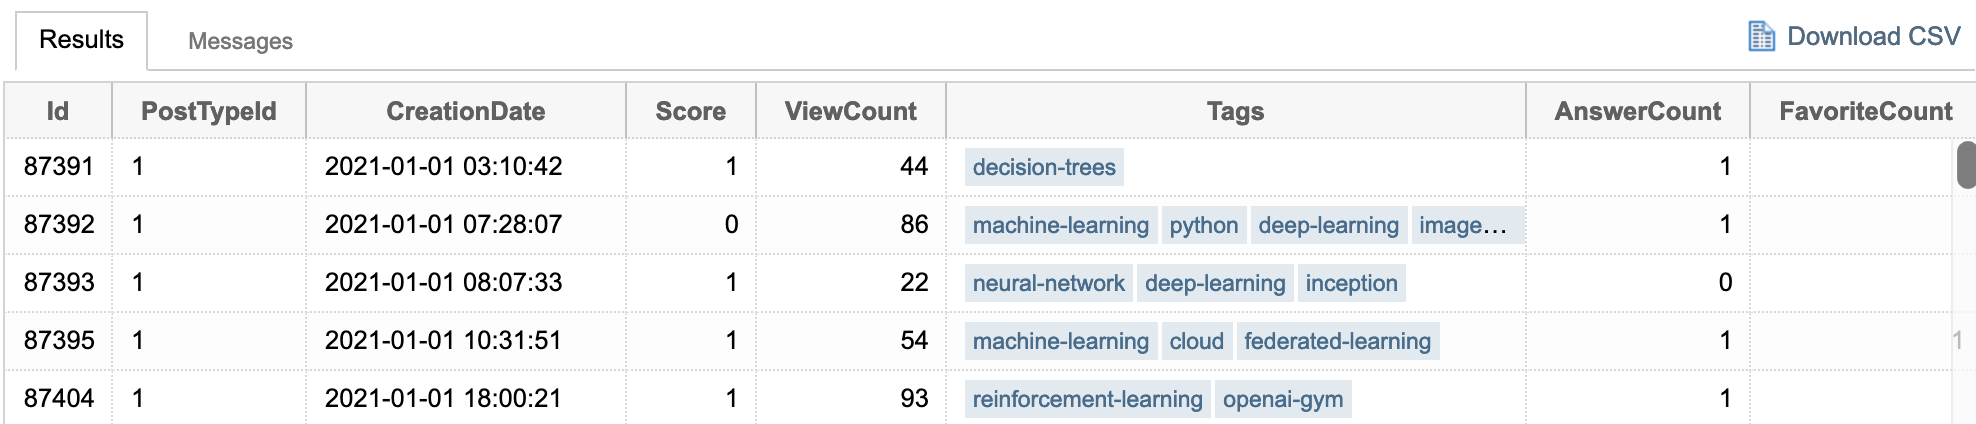 Results Messages Download CSV
Id PostTypeId CreationDate Score ViewCount Tags AnswerCount FavoriteCount
87391 1 2021-01-01 03:10:42 1 44 decision-trees 1
87392 1 2021-01-01 07:28:07 0 86 machine-learning python deep-learning image... 1
87393 1 2021-01-01 08:07:33 1 22 neural-network deep-learning inception 0
87395 1 2021-01-01 10:31:51 1 54 machine-learning cloud federated-learning 1 1
87404 1 2021-01-01 18:00:21 1 93 reinforcement-learning openai-gym 1